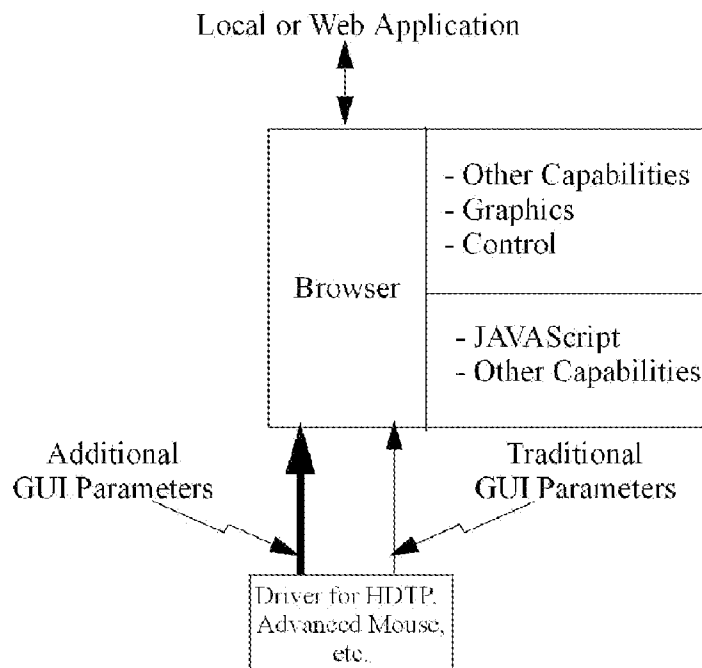 Local or Web Application
- Other Capabilities
- Graphics
- Control
Browser
- JAVAScript
- Other Capabilities
Additional
GUI Parameters
Traditional
GUI Parameters
Driver for HDTP,
Advanced Mouse,
etc.